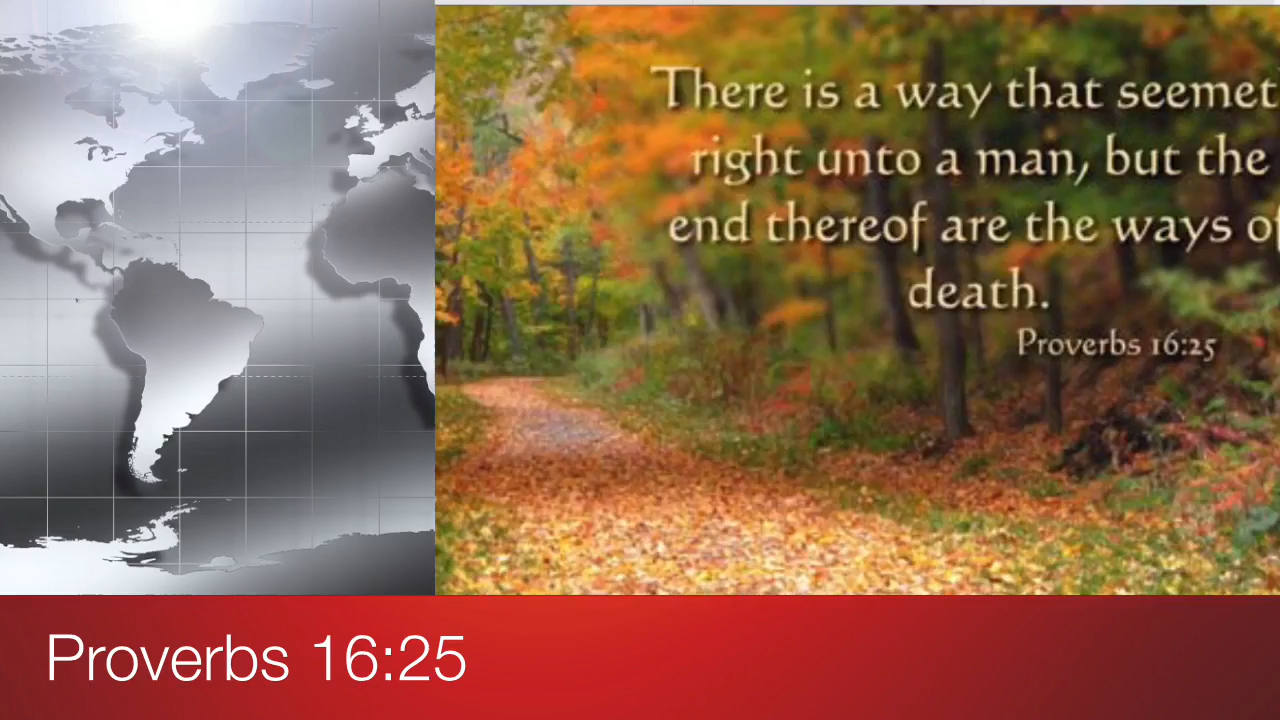 There is a way that seemet
right unto a man, but the
end thereof are the ways of
death.
Proverbs 16:25
Proverbs 16:25